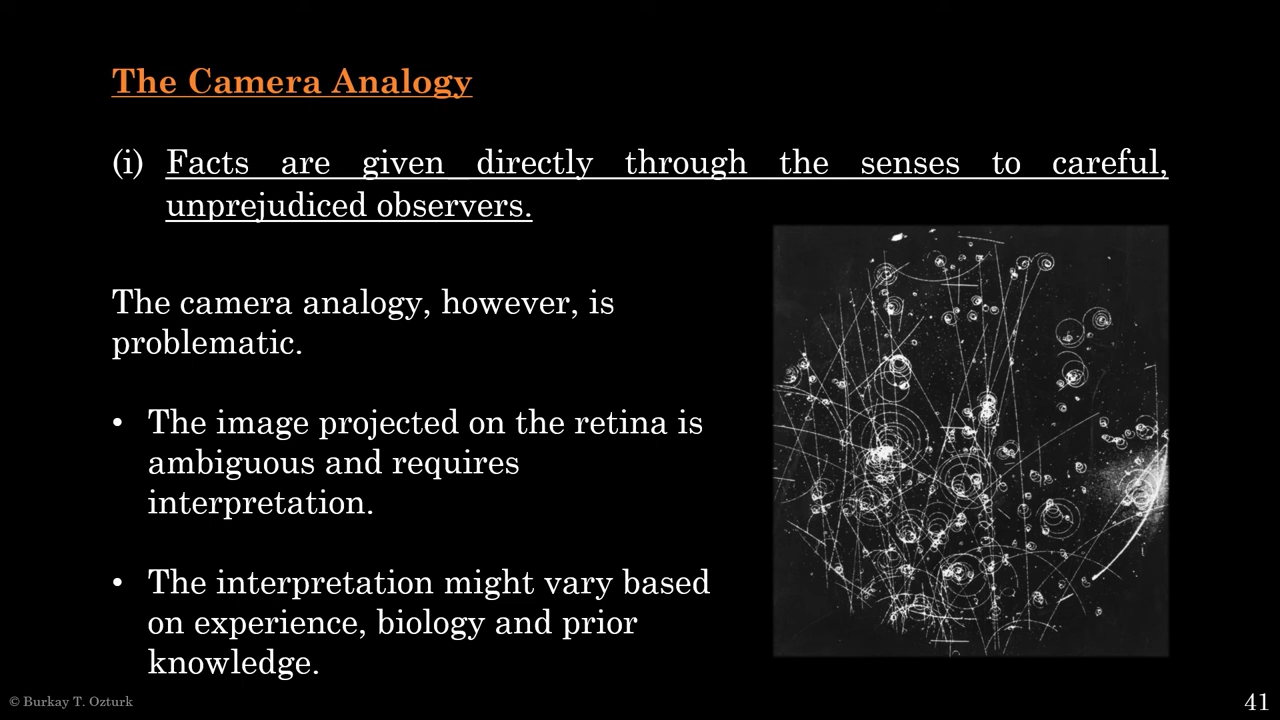 The Camera Analogy
(i) Facts are given directly through the senses to careful,
unprejudiced observers.
The camera analogy, however, is
problematic.
• The image projected on the retina is
ambiguous and requires
interpretation.
• The interpretation might vary based
on experience, biology and prior
knowledge.
© Burkay T. Ozturk
41